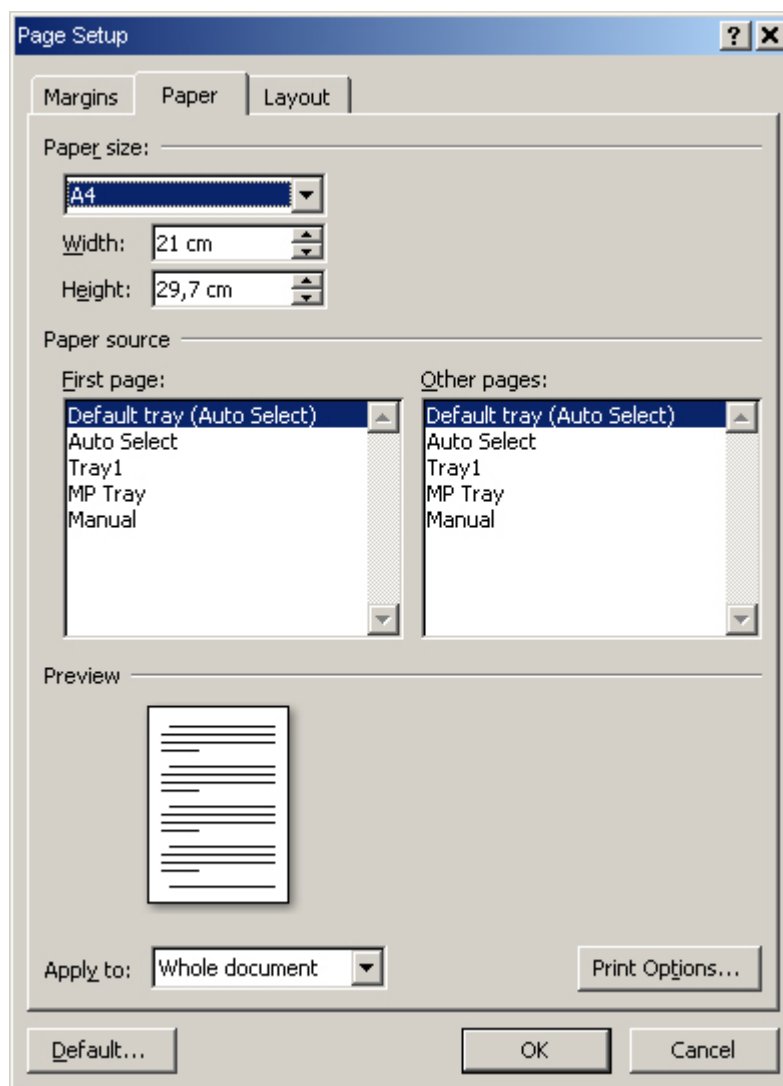 Page Setup
Margins Paper Layout
Paper size:
A4
Width: 21 cm
Height: 29,7 cm
Paper source
First page:
Default tray (Auto Select)
Auto Select
Tray1
MP Tray
Manual
Other pages:
Default tray (Auto Select)
Auto Select
Tray1
MP Tray
Manual
Preview
Apply to: Whole document
Print Options...
Default... OK Cancel